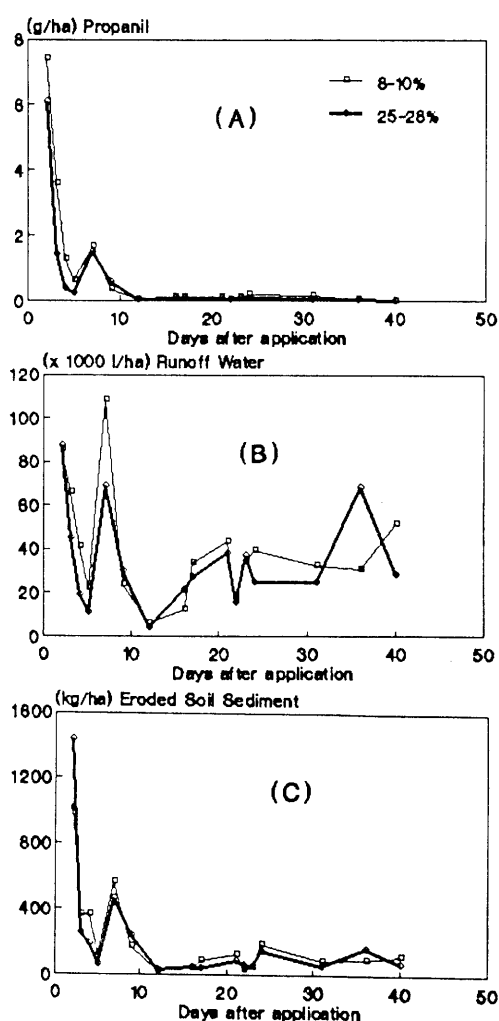 (g/ha) Propanil
8
6
4
2
0
8-10%
25-28%
(A)
0 10 20 30 40 50
Days after application
(x 1000 l/ha) Runoff Water
120
100
80
60
40
20
0
(B)
0 10 20 30 40 50
Days after application
(kg/ha) Eroded Soil Sediment
1600
1200
800
400
0
(C)
0 10 20 30 40 50
Days after application